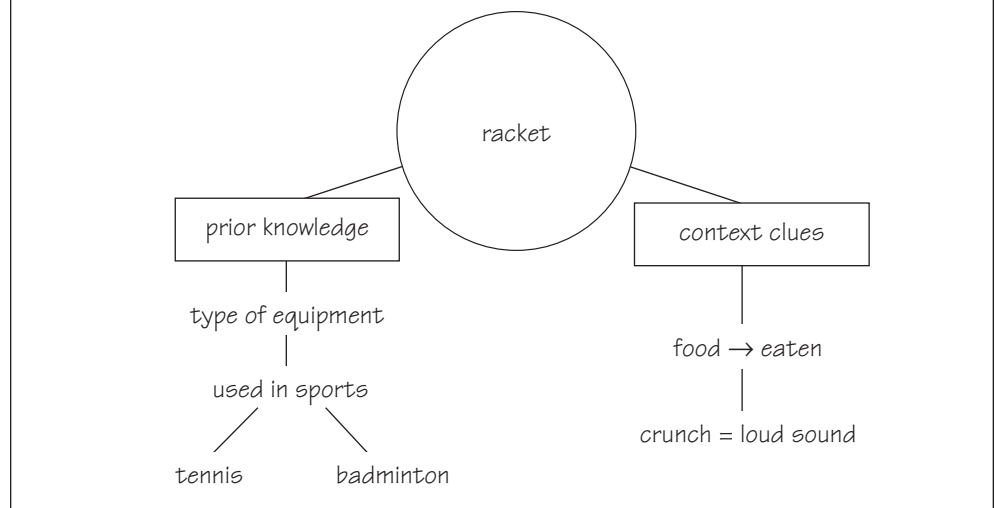 racket
prior knowledge
type of equipment
used in sports
tennis
badminton
context clues
food → eaten
crunch = loud sound